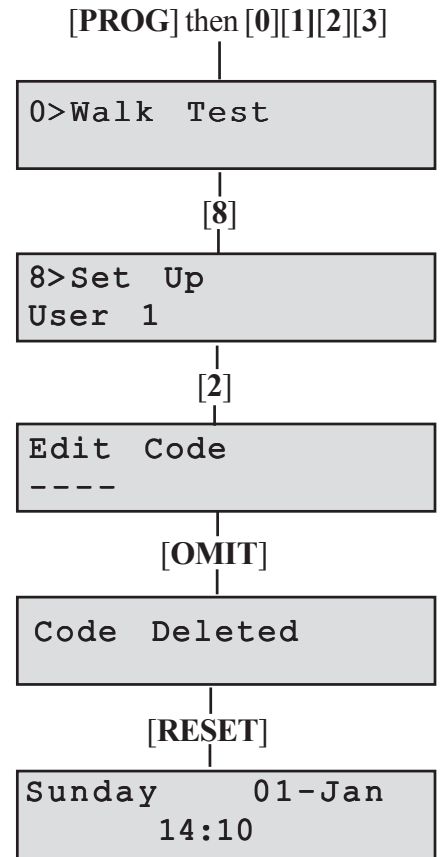 [PROG] then [0][1][2][3]
0>Walk Test
[8]
8>Set Up
User 1
[2]
Edit Code
----
[OMIT]
Code Deleted
[RESET]
Sunday 01-Jan
14:10